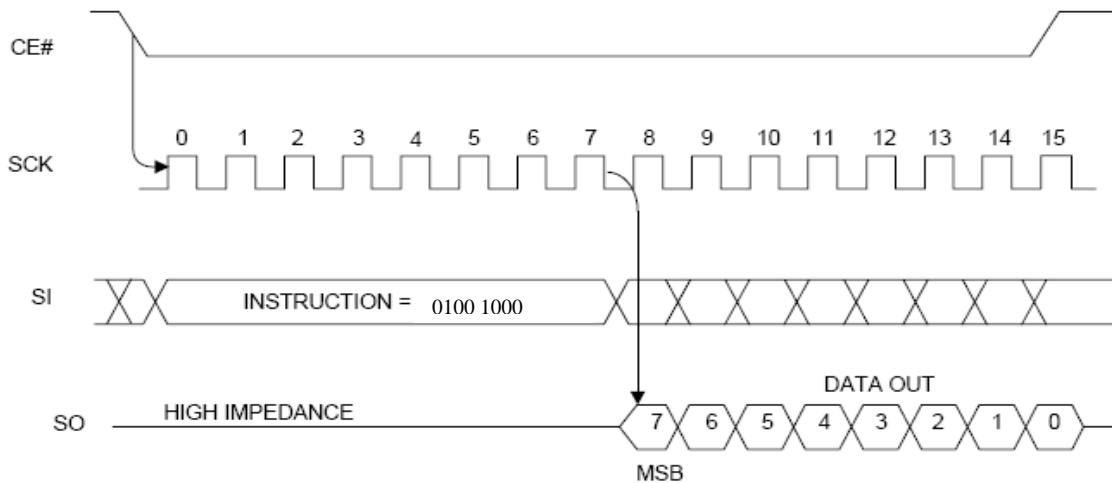 CE#
0 1 2 3 4 5 6 7 8 9 10 11 12 13 14 15
SCK
SI INSTRUCTION = 0100 1000
DATA OUT
SO HIGH IMPEDANCE 7 6 5 4 3 2 1 0
MSB